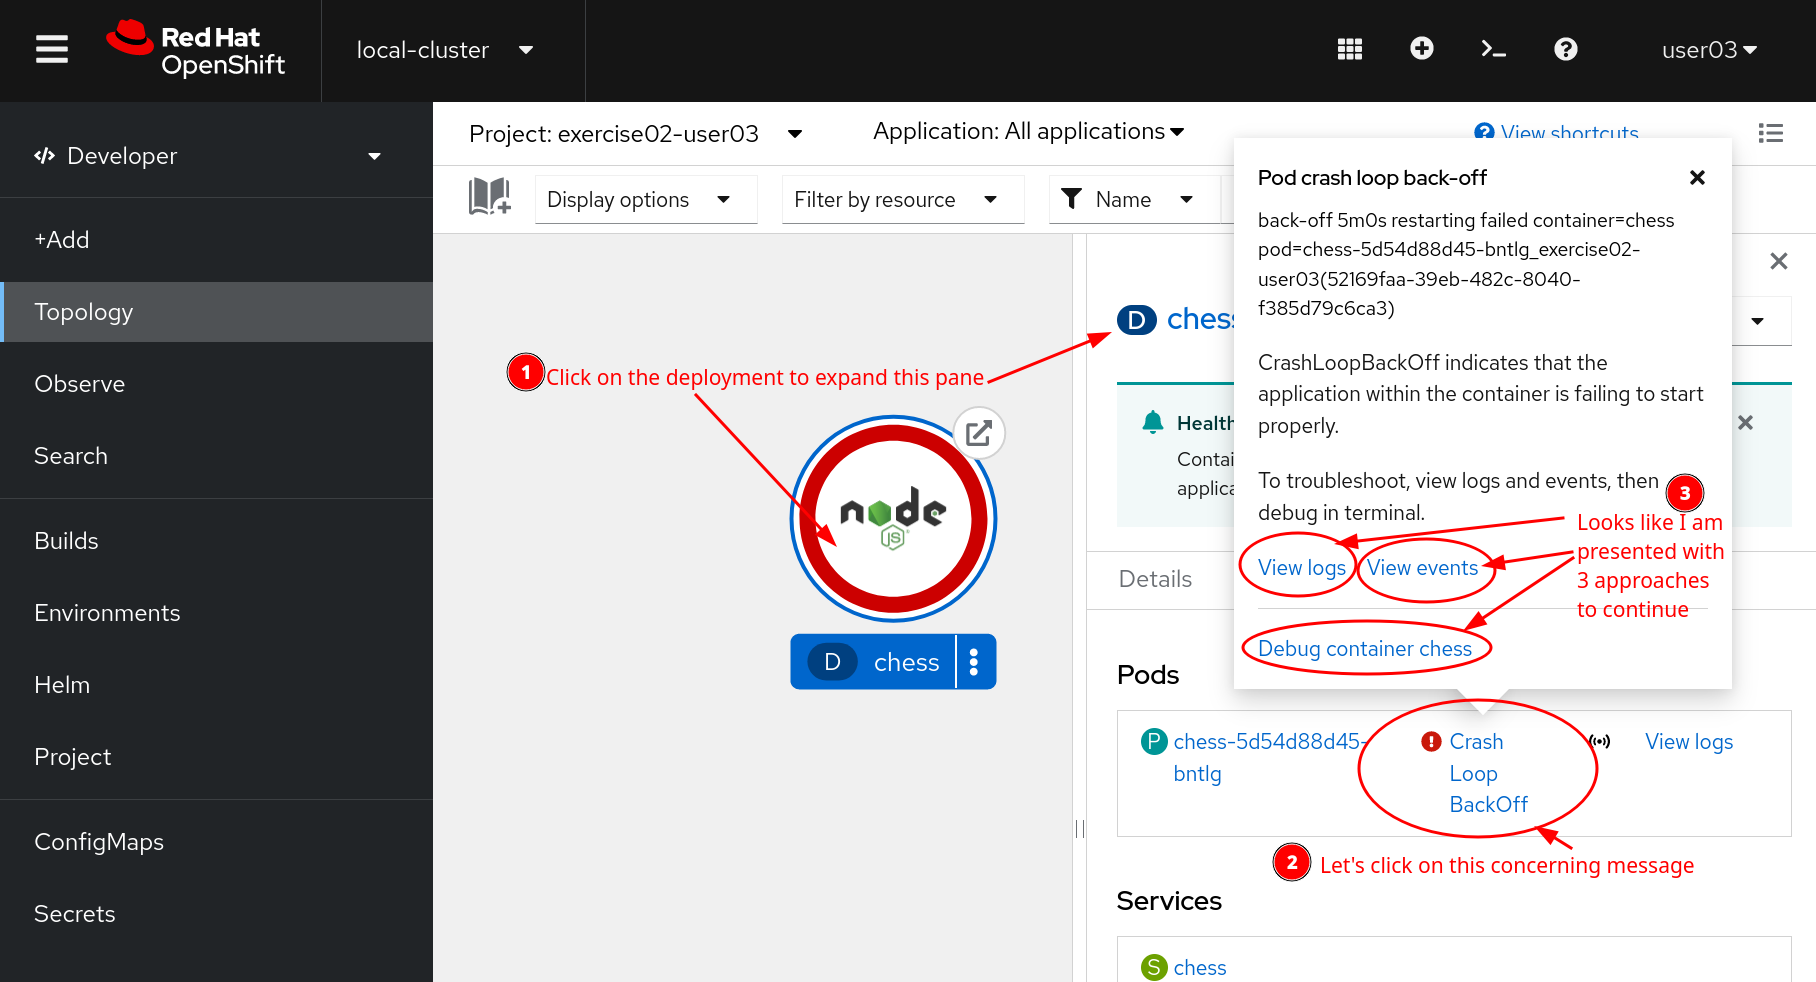 Red Hat
OpenShift
local-cluster
user03
Developer
+Add
Topology
Observe
Search
Builds
Environments
Helm
Project
ConfigMaps
Secrets
Project: exercise02-user03
Application: All applications
View shortcuts
Display options
Filter by resource
Name
1
Click on the deployment to expand this pane
node
JS
D chess
D chess
Health
Contai
applica
Details
Pod crash loop back-off
back-off 5m0s restarting failed container=chess
pod=chess-5d54d88d45-bntlg_exercise02-
user03(52169faa-39eb-482c-8040-
f385d79c6ca3)
CrashLoopBackOff indicates that the
application within the container is failing to start
properly.
To troubleshoot, view logs and events, then
debug in terminal.
3
Looks like I am
presented with
3 approaches
to continue
View logs
View events
Debug container chess
Pods
P chess-5d54d88d45-
bntlg
Crash
Loop
BackOff
View logs
2
Let's click on this concerning message
Services
S chess